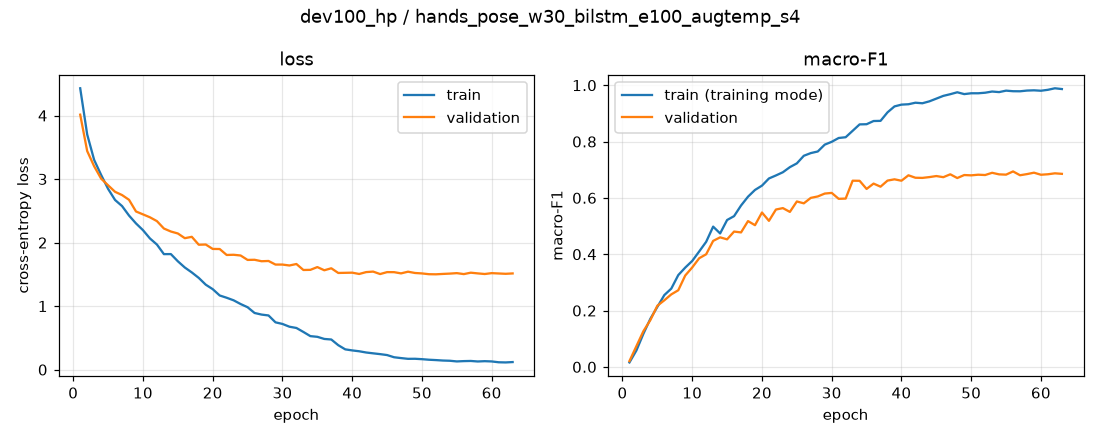 dev100_hp / hands_pose_w30_bilstm_e100_augtemp_s4
loss
macro-F1
train
validation
cross-entropy loss
4
3
2
1
0
0 10 20 30 40 50 60
epoch
train (training mode)
validation
macro-F1
1.0
0.8
0.6
0.4
0.2
0.0
0 10 20 30 40 50 60
epoch